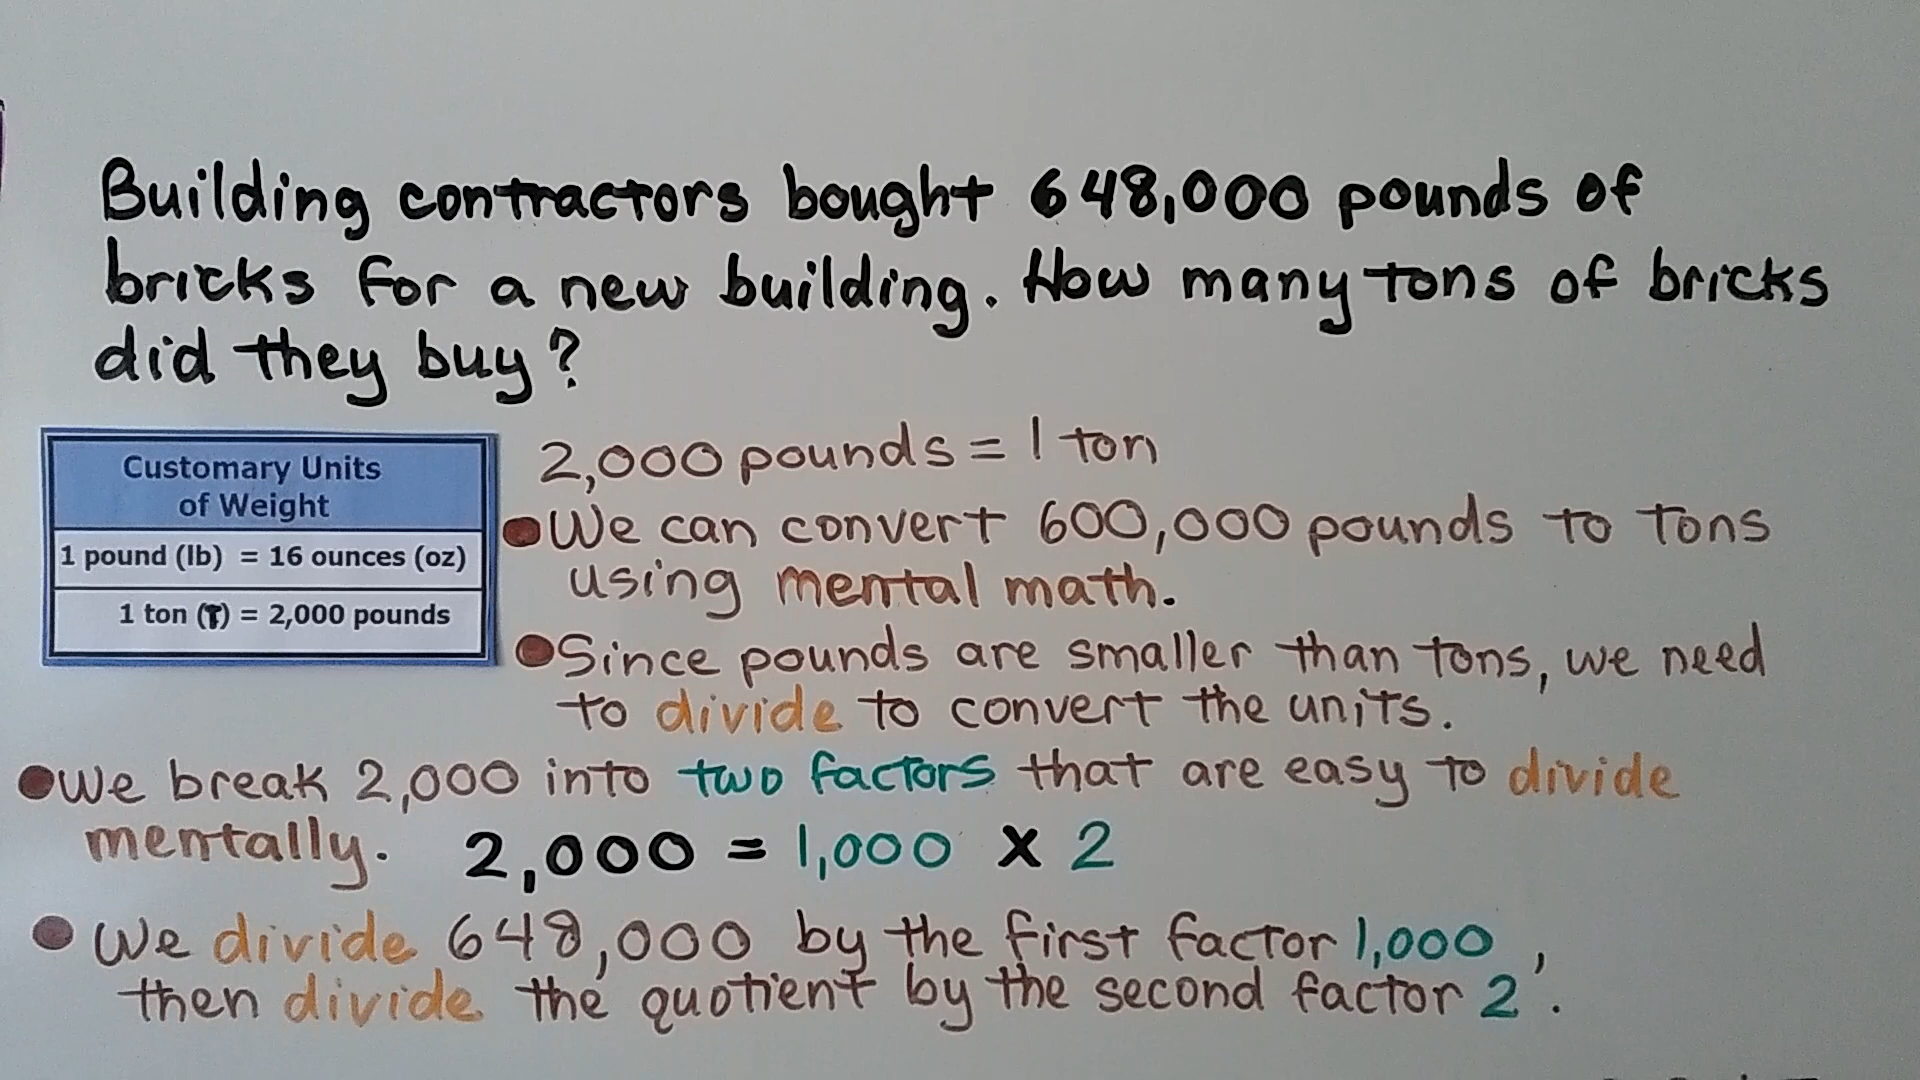 Building contractors bought 648,000 pounds of
bricks for a new building. How many tons of bricks
did they buy?
Customary Units
of Weight
1 pound (lb) = 16 ounces (oz)
1 ton (T) = 2,000 pounds
2,000 pounds = 1 ton
We can convert 600,000 pounds to tons
using mental math.
Since pounds are smaller than tons, we need
to divide to convert the units.
We break 2,000 into two factors that are easy to divide
mentally. 2,000 = 1,000 x 2
We divide 648,000 by the first factor 1,000,
then divide the quotient by the second factor 2.